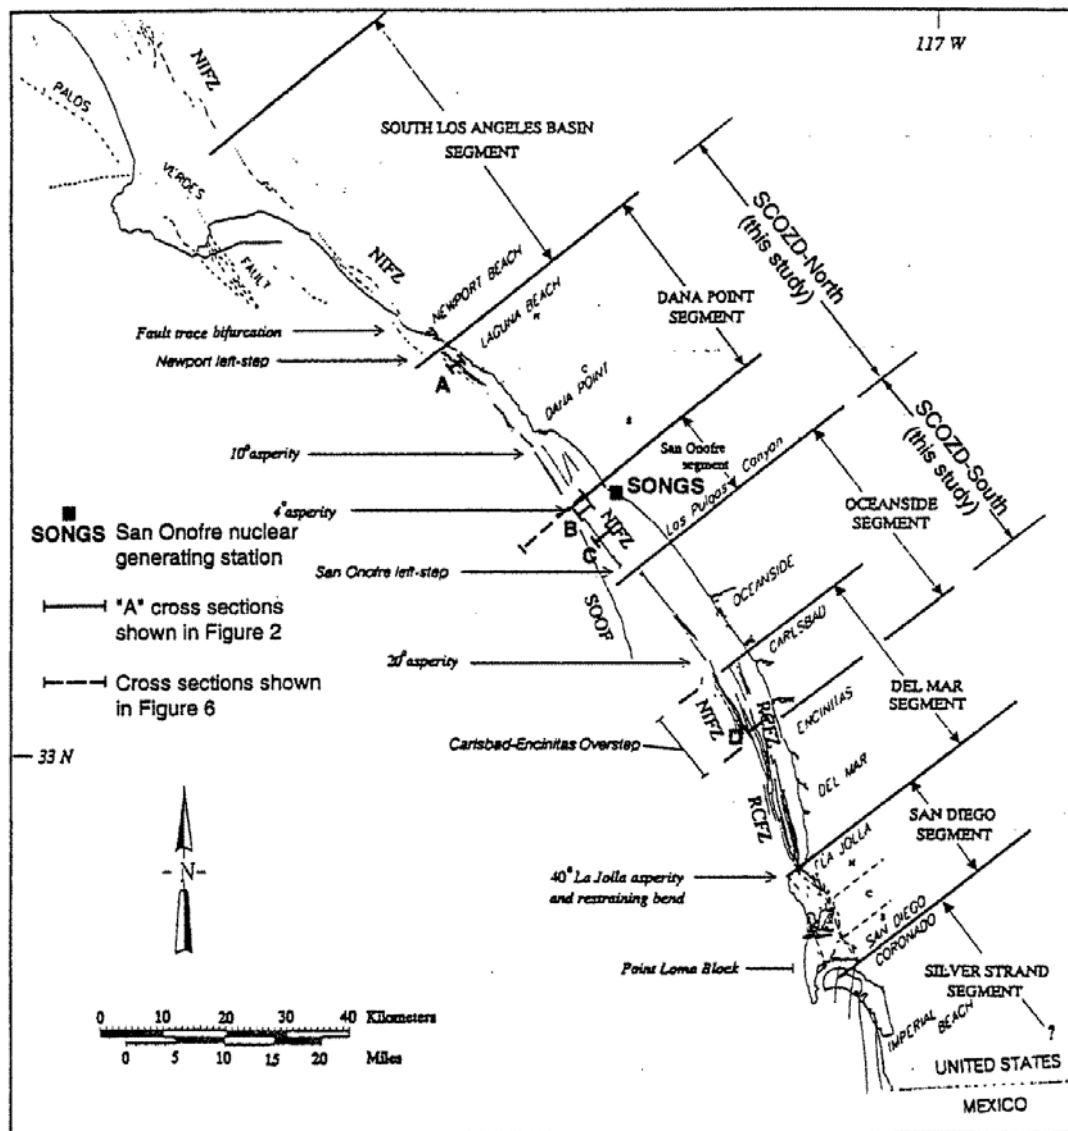 117 W
NIFZ
PALOS
VERDES
FAULT
SOUTH LOS ANGELES BASIN
SEGMENT
NIFZ
NEWPORT BEACH
LAGUNA BEACH
DANA POINT
SEGMENT
SCOZD-North
(this study)
Fault trace bifurcation
Newport left-step
A
DANA POINT
10° asperity
San Onofre
segment
Los Pulgas Canyon
SCOZD-South
(this study)
OCEANSIDE
SEGMENT
SONGS
4° asperity
B
NIFZ
C
SONGS San Onofre nuclear
generating station
San Onofre left-step
SOOF
OCEANSIDE
"A" cross sections
shown in Figure 2
CARLSBAD
20° asperity
Cross sections shown
in Figure 6
NIFZ
RCFZ
ENCINITAS
DEL MAR
SEGMENT
Carlsbad-Encinitas Overstep
33 N
DEL MAR
RCFZ
SAN DIEGO
SEGMENT
-N-
LA JOLLA
40° La Jolla asperity
and restraining bend
SAN DIEGO
CORONADO
Point Loma Block
SILVER STRAND
SEGMENT
IMPERIAL BEACH
?
0 10 20 30 40 Kilometers
0 5 10 15 20 Miles
UNITED STATES
MEXICO